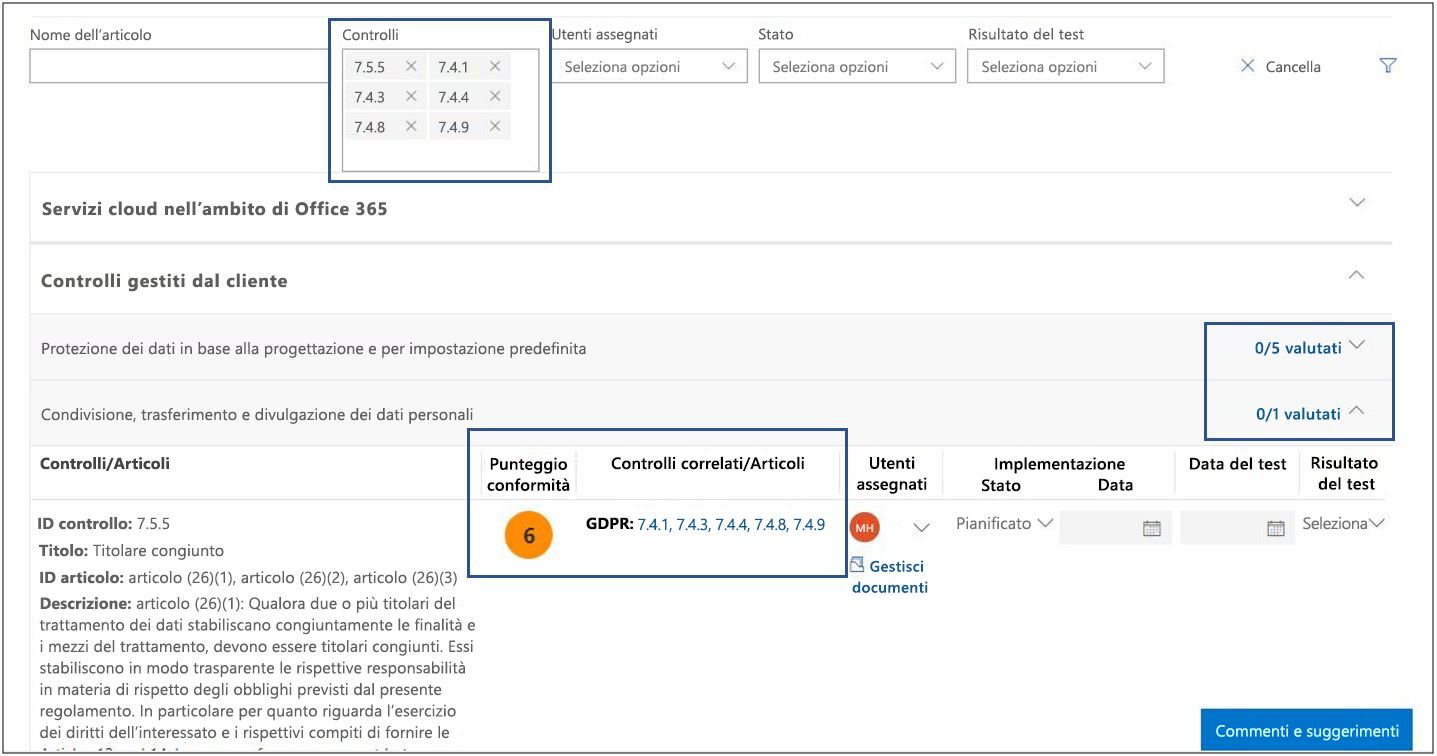 Nome dell'articolo
Controlli
Utenti assegnati
Stato
Risultato del test
7.5.5 7.4.1
7.4.3 7.4.4
7.4.8 7.4.9
Seleziona opzioni
Seleziona opzioni
Seleziona opzioni
Cancella
Servizi cloud nell'ambito di Office 365
Controlli gestiti dal cliente
Protezione dei dati in base alla progettazione e per impostazione predefinita
0/5 valutati
Condivisione, trasferimento e divulgazione dei dati personali
0/1 valutati
Controlli/Articoli
Punteggio
conformità
Controlli correlati/Articoli
Utenti
assegnati
Implementazione
Stato Data
Data del test
Risultato
del test
ID controllo: 7.5.5
Titolo: Titolare congiunto
ID articolo: articolo (26)(1), articolo (26)(2), articolo (26)(3)
Descrizione: articolo (26)(1): Qualora due o più titolari del
trattamento dei dati stabiliscano congiuntamente le finalità e
i mezzi del trattamento, devono essere titolari congiunti. Essi
stabiliscono in modo trasparente le rispettive responsabilità
in materia di rispetto degli obblighi previsti dal presente
regolamento. In particolare per quanto riguarda l'esercizio
dei diritti dell'interessato e i rispettivi compiti di fornire le
6
GDPR: 7.4.1, 7.4.3, 7.4.4, 7.4.8, 7.4.9
MH
Gestisci
documenti
Pianificato
Seleziona
Commenti e suggerimenti